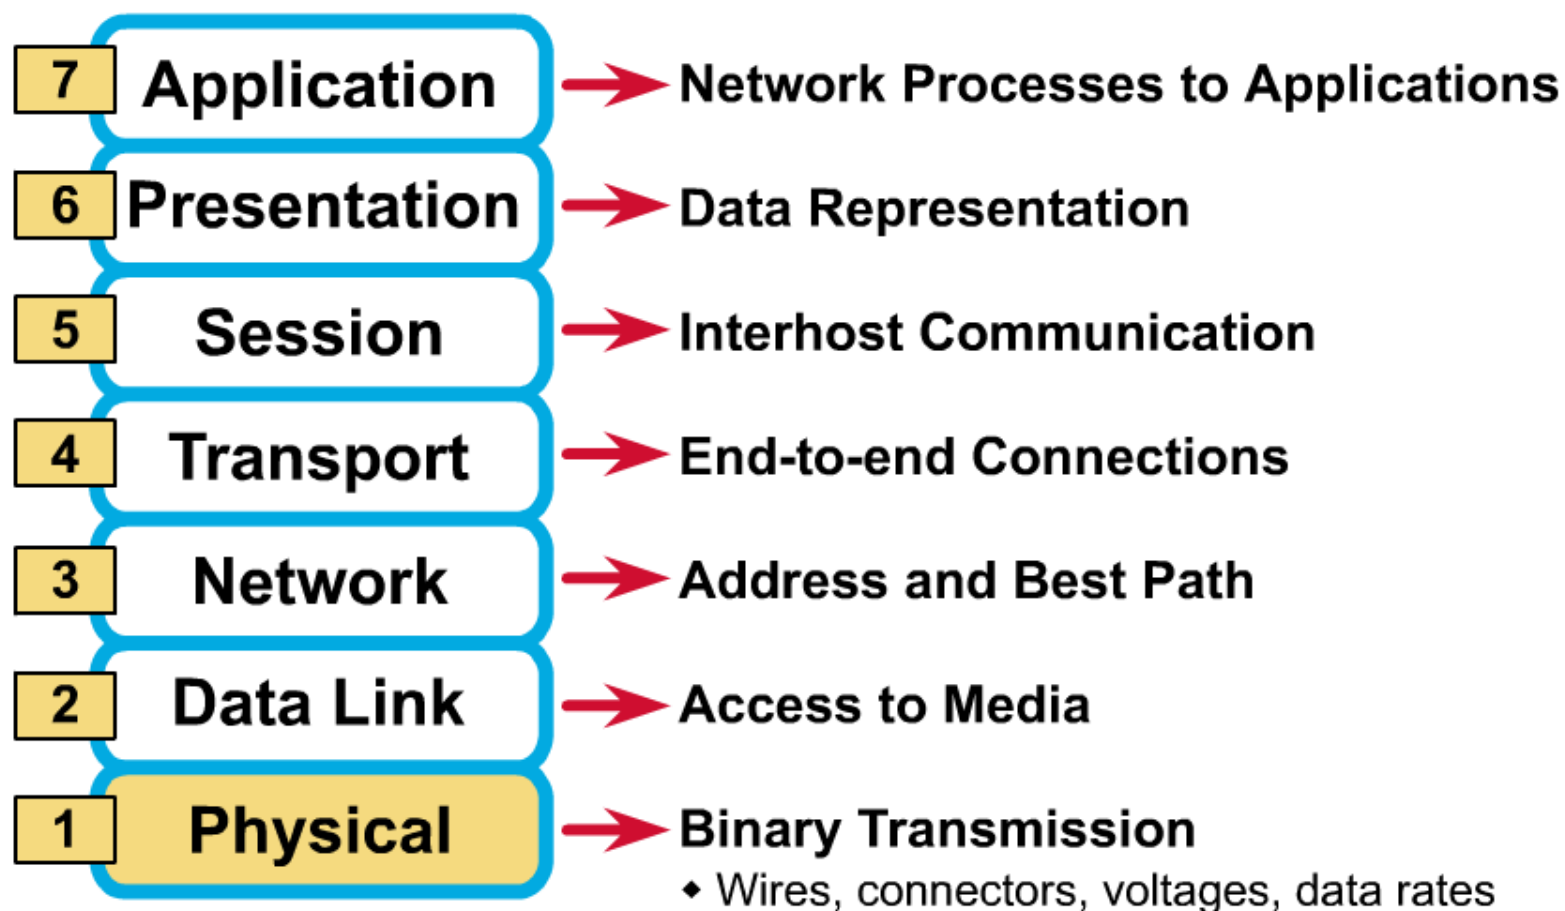 7 Application Network Processes to Applications
6 Presentation Data Representation
5 Session Interhost Communication
4 Transport End-to-end Connections
3 Network Address and Best Path
2 Data Link Access to Media
1 Physical Binary Transmission
◆ Wires, connectors, voltages, data rates